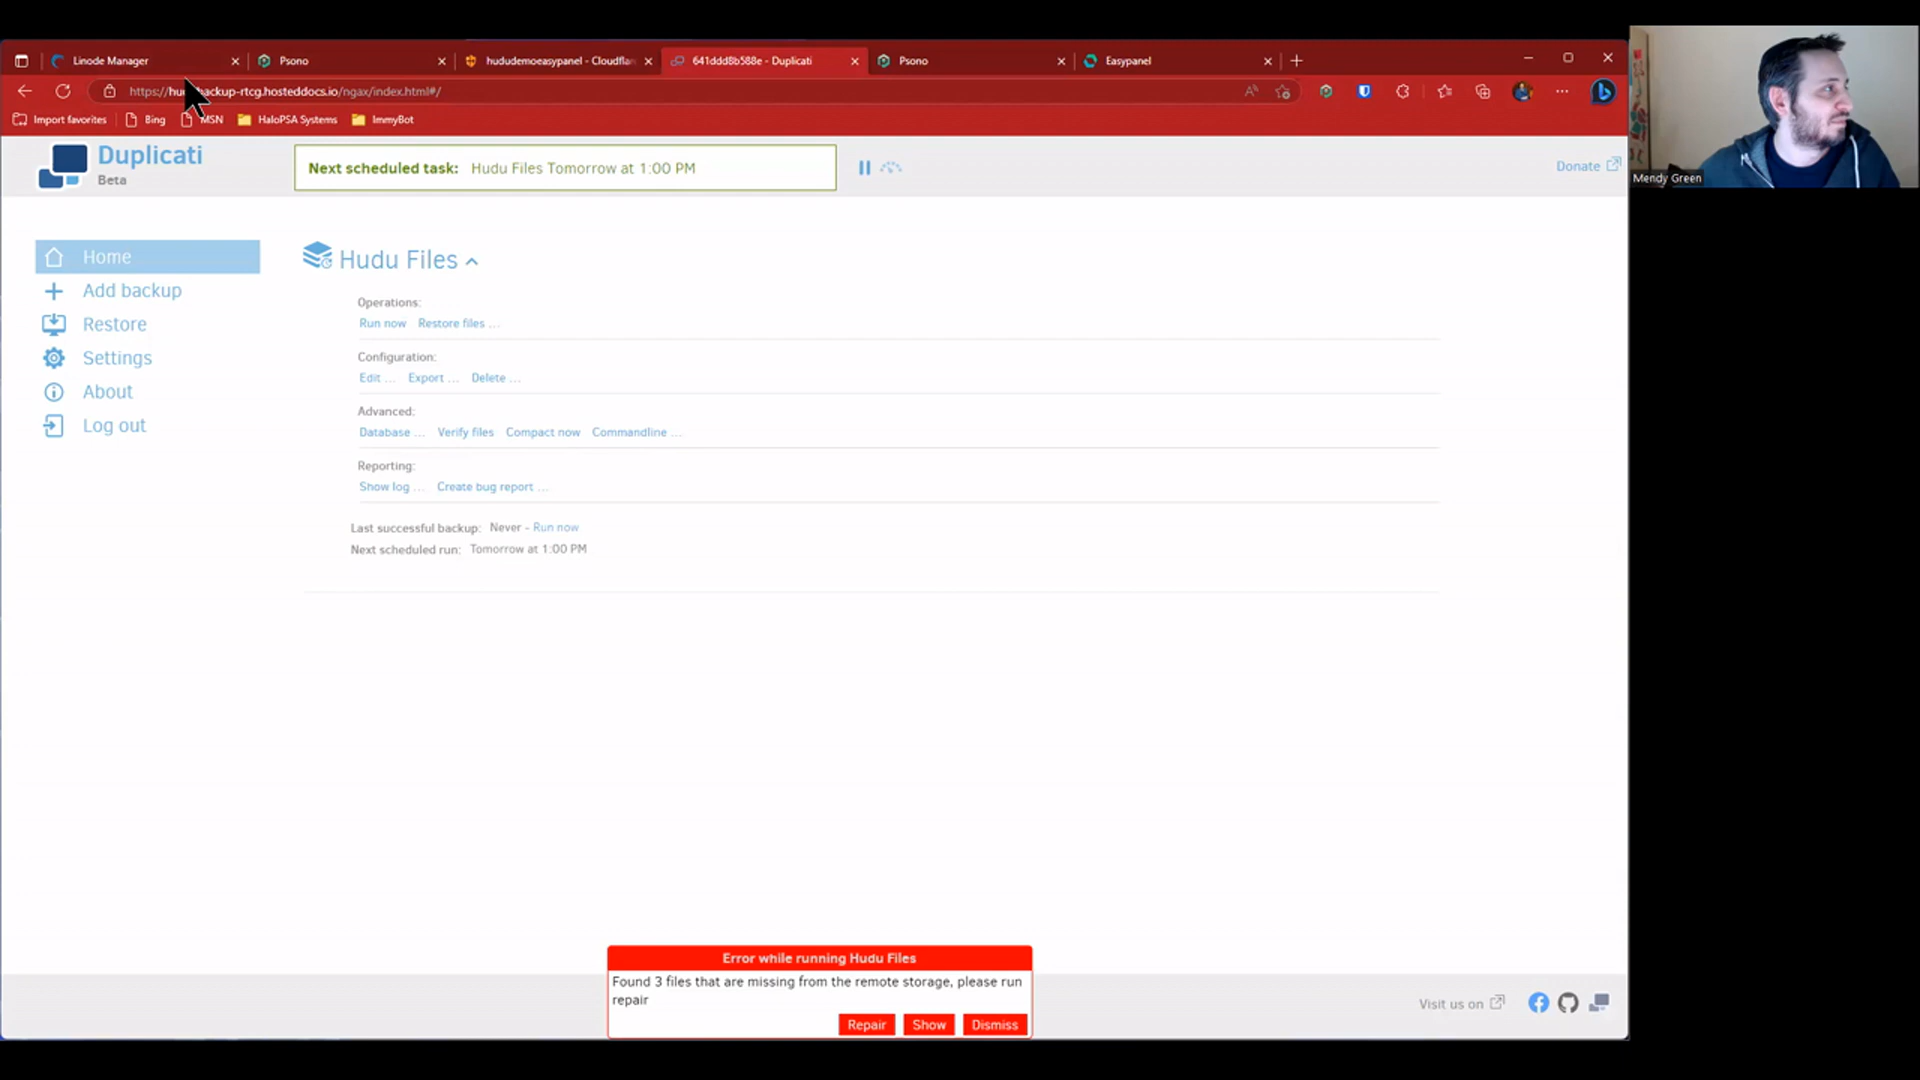 Linode Manager
Psono
hududemoeasypanel - Cloudflar
641ddd8b588e - Duplicati
Psono
Easypanel
https://hu backup-rtcg.hosteddocs.io/ngax/index.html#/
Import favorites
Bing
MSN
HaloPSA Systems
ImmyBot
Duplicati
Beta
Next scheduled task: Hudu Files Tomorrow at 1:00 PM
Donate
Mendy Green
Home
Add backup
Restore
Settings
About
Log out
Hudu Files
Operations:
Run now Restore files ...
Configuration:
Edit ... Export ... Delete ...
Advanced:
Database ... Verify files Compact now Commandline ...
Reporting:
Show log ... Create bug report ...
Last successful backup: Never - Run now
Next scheduled run: Tomorrow at 1:00 PM
Error while running Hudu Files
Found 3 files that are missing from the remote storage, please run
repair
Repair Show Dismiss
Visit us on